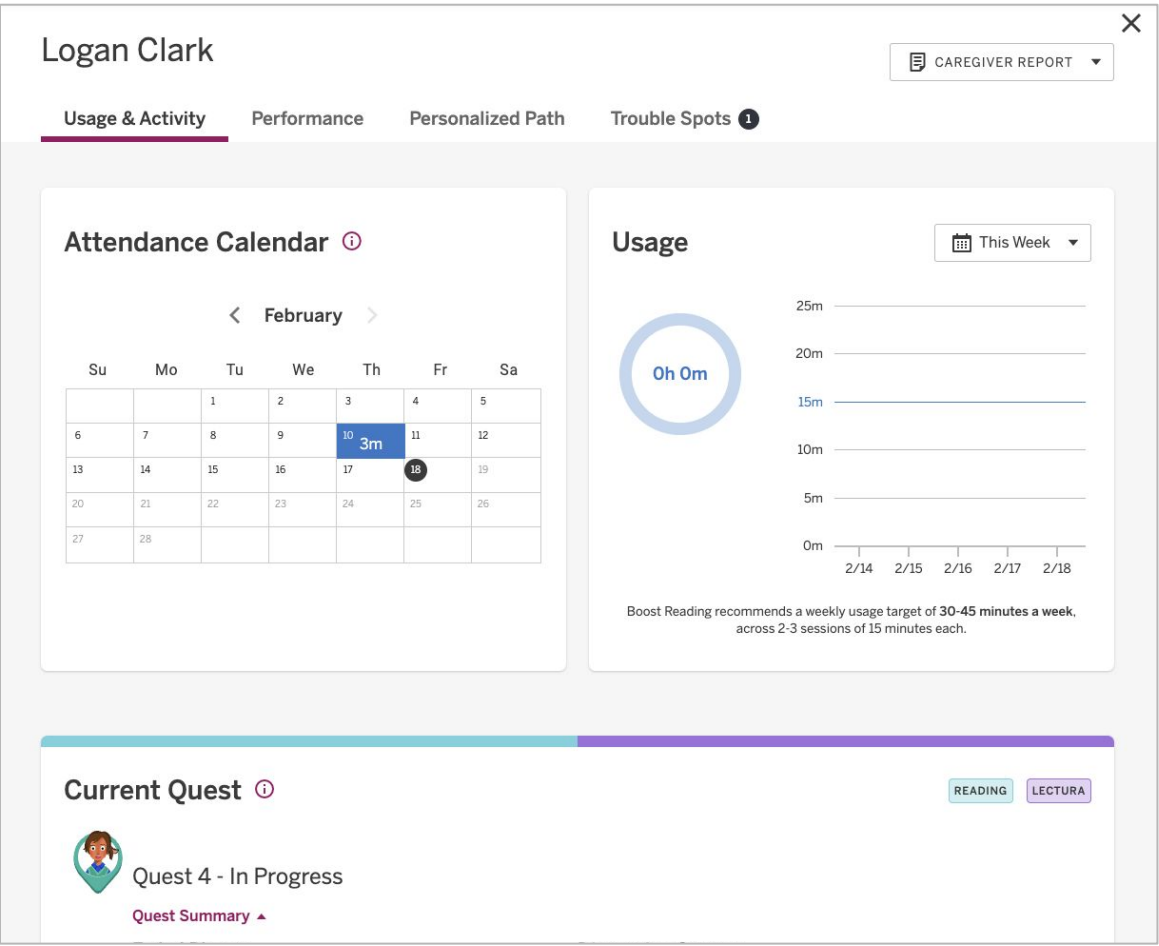 Logan Clark
CAREGIVER REPORT
Usage & Activity Performance Personalized Path Trouble Spots 1
Attendance Calendar
February
Su Mo Tu We Th Fr Sa
1 2 3 4 5
6 7 8 9 10 3m 11 12
13 14 15 16 17 18 19
20 21 22 23 24 25 26
27 28
Usage
This Week
0h 0m
25m
20m
15m
10m
5m
0m
2/14 2/15 2/16 2/17 2/18
Boost Reading recommends a weekly usage target of 30-45 minutes a week,
across 2-3 sessions of 15 minutes each.
Current Quest
READING LECTURA
Quest 4 - In Progress
Quest Summary